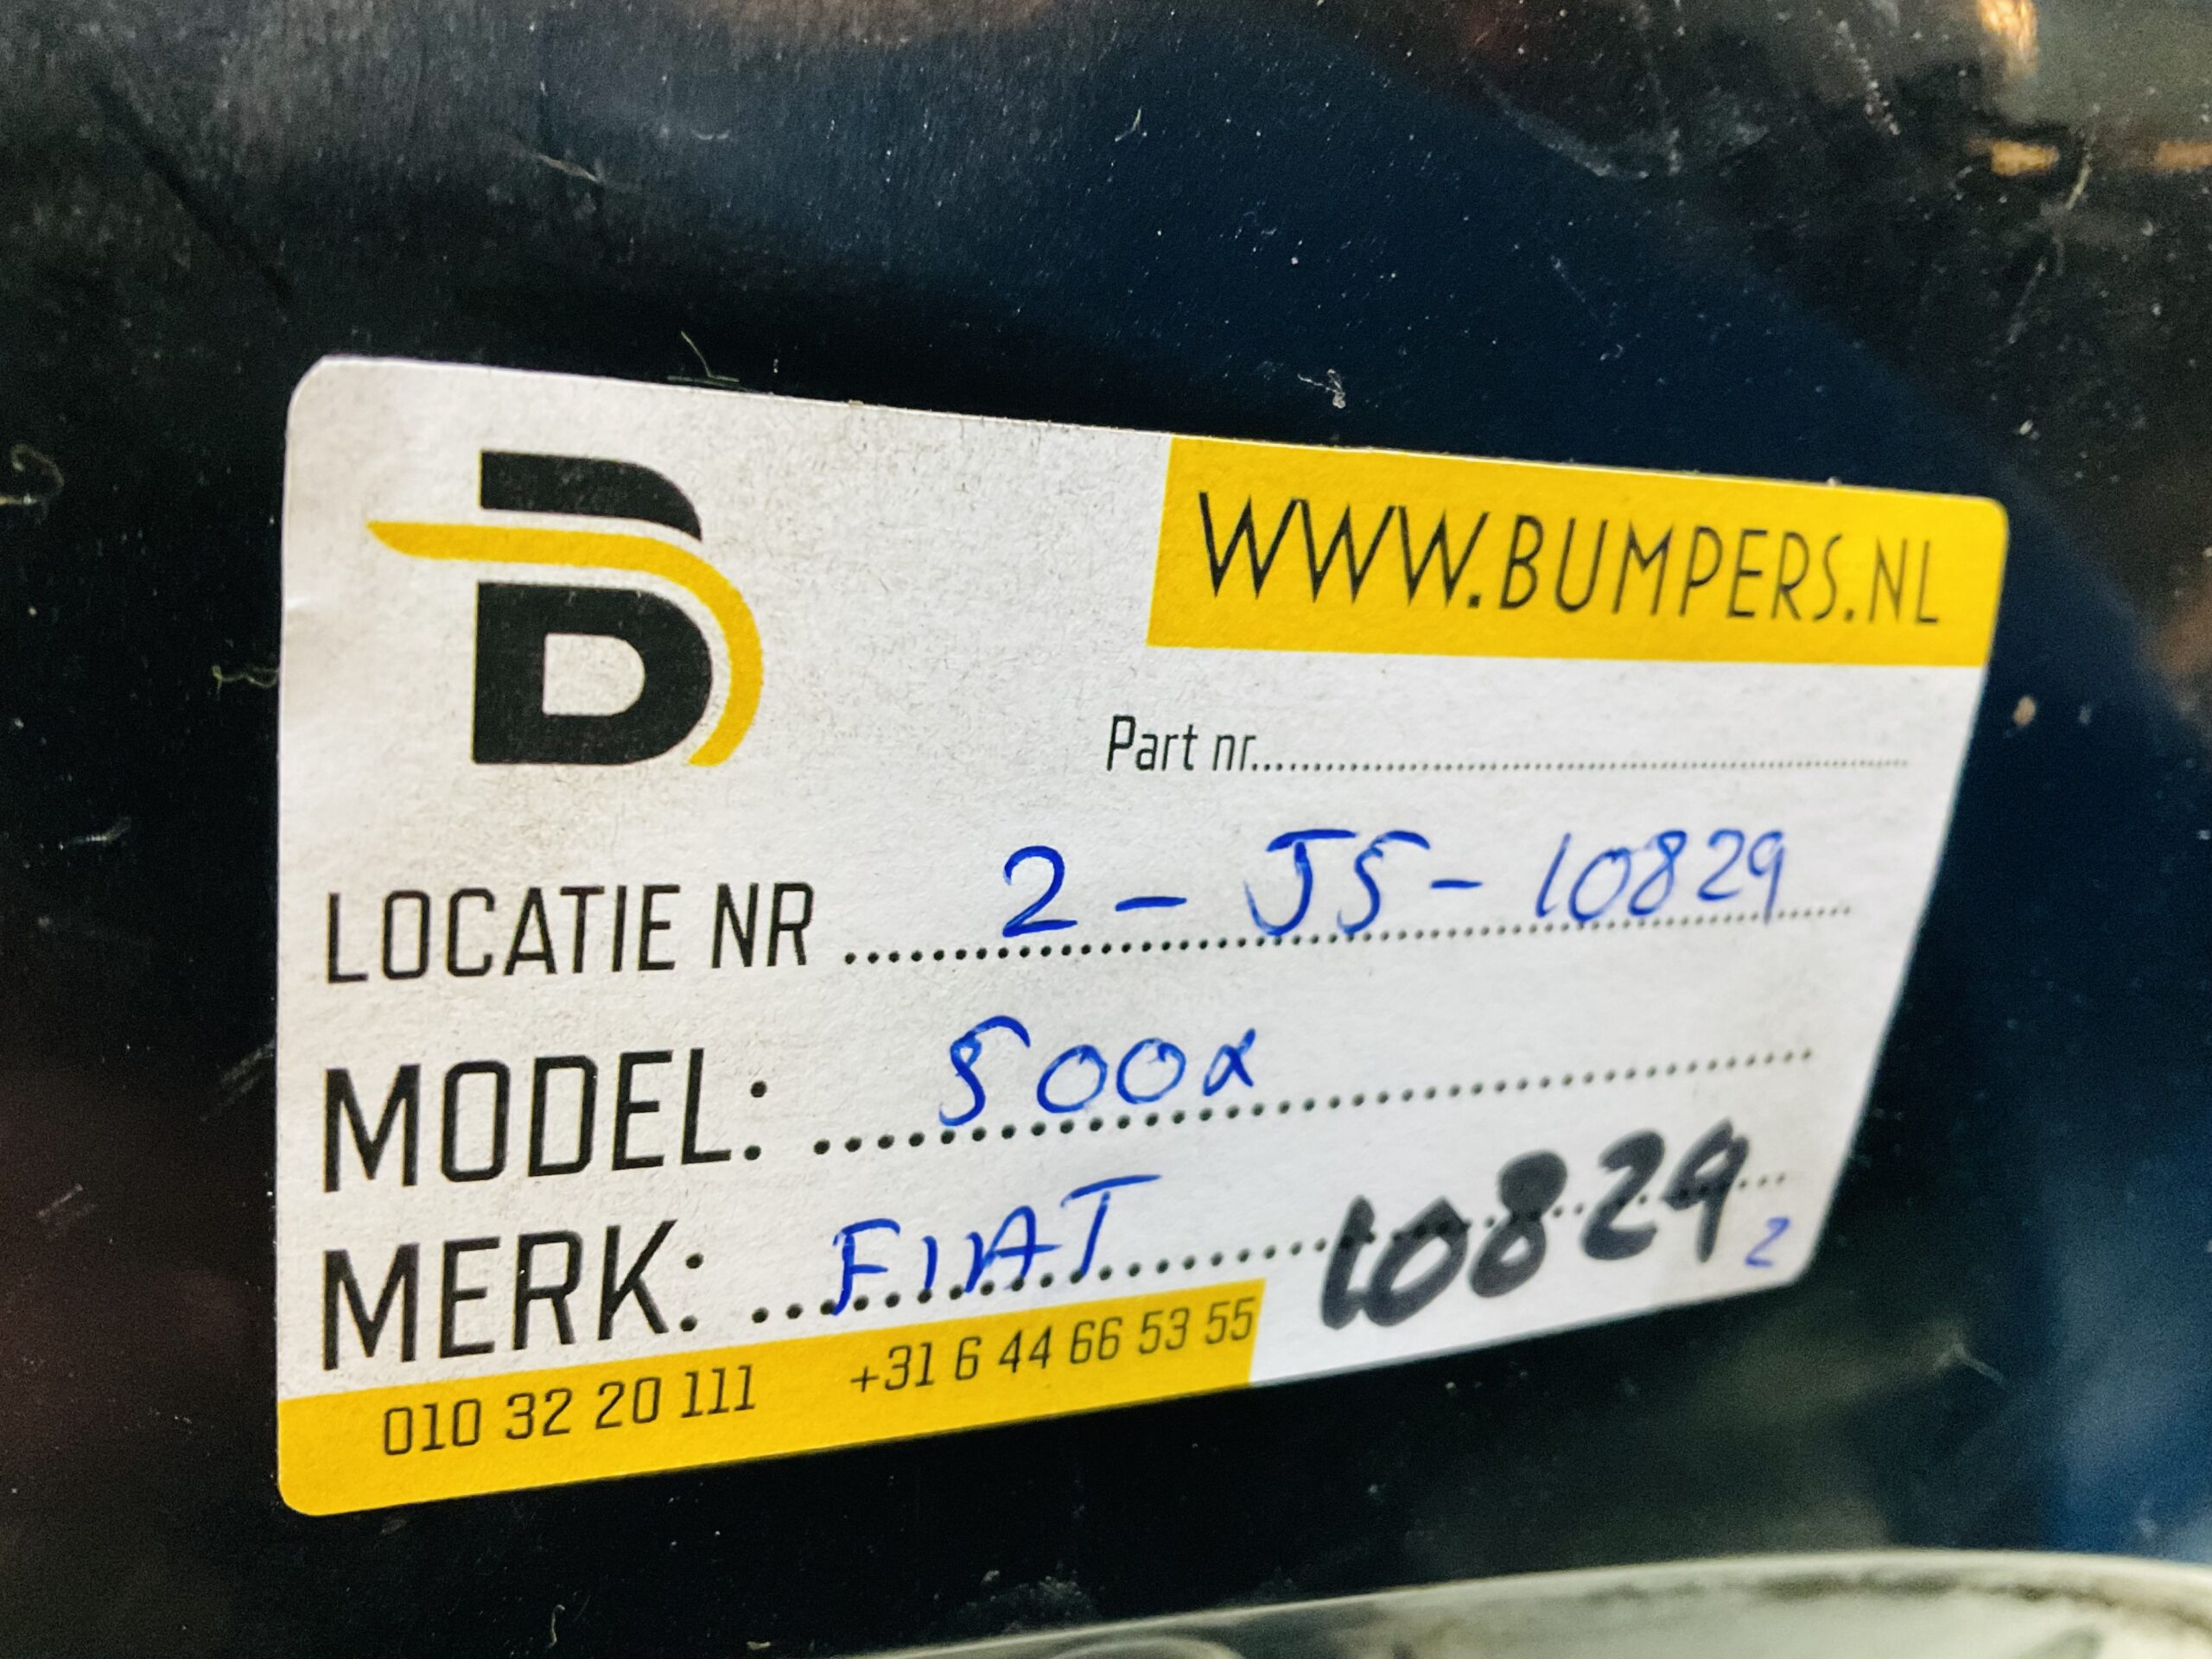 B
WWW.BUMPERS.NL
Part nr..............................
LOCATIE NR 2 - J5 - 10829
MODEL: 500x
MERK: FIAT 10829 2
010 32 20 111 +31 6 44 66 53 55